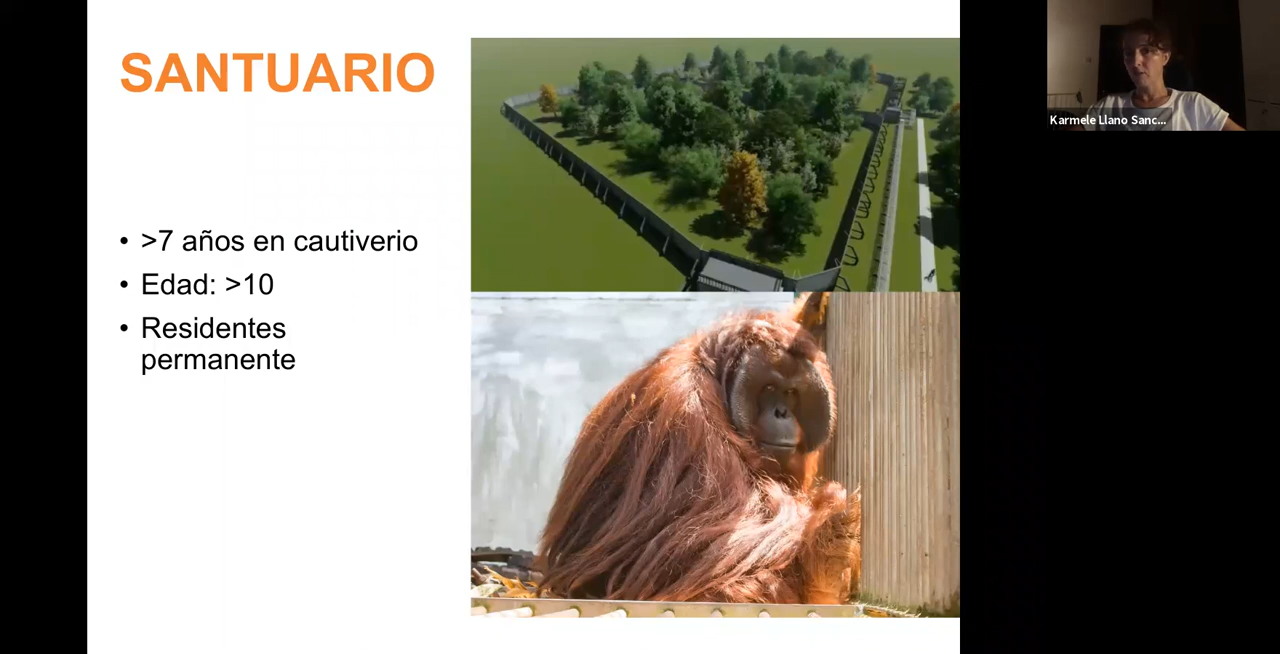 SANTUARIO
• >7 años en cautiverio
• Edad: >10
• Residentes
permanente
Karmele Llano Sanc...